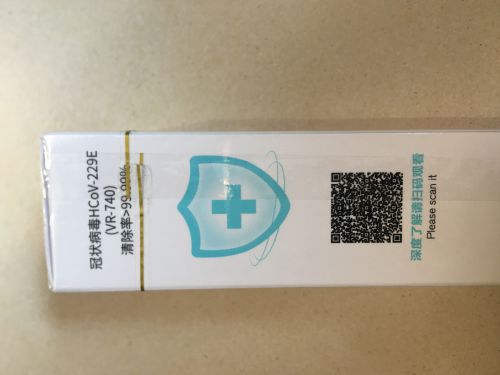 冠状病毒HCoV-229E
(VR-740)
清除率>99.99%
深度了解请扫码观看
Please scan it